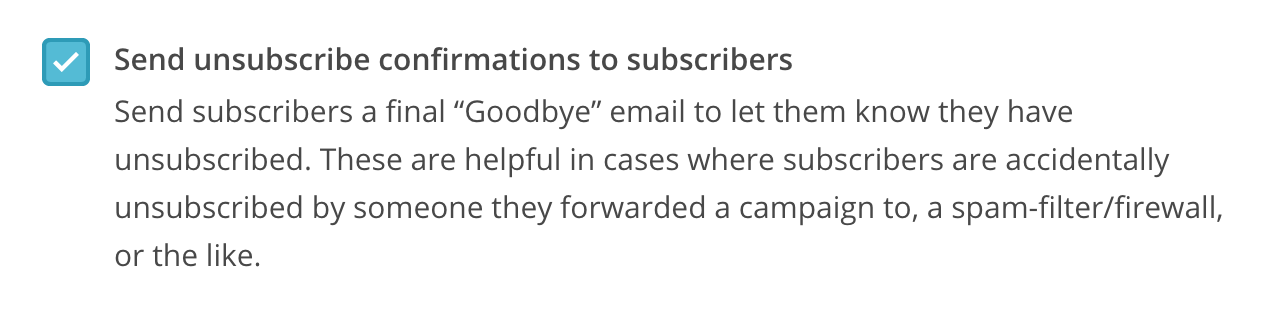 Send unsubscribe confirmations to subscribers
Send subscribers a final “Goodbye” email to let them know they have
unsubscribed. These are helpful in cases where subscribers are accidentally
unsubscribed by someone they forwarded a campaign to, a spam-filter/firewall,
or the like.